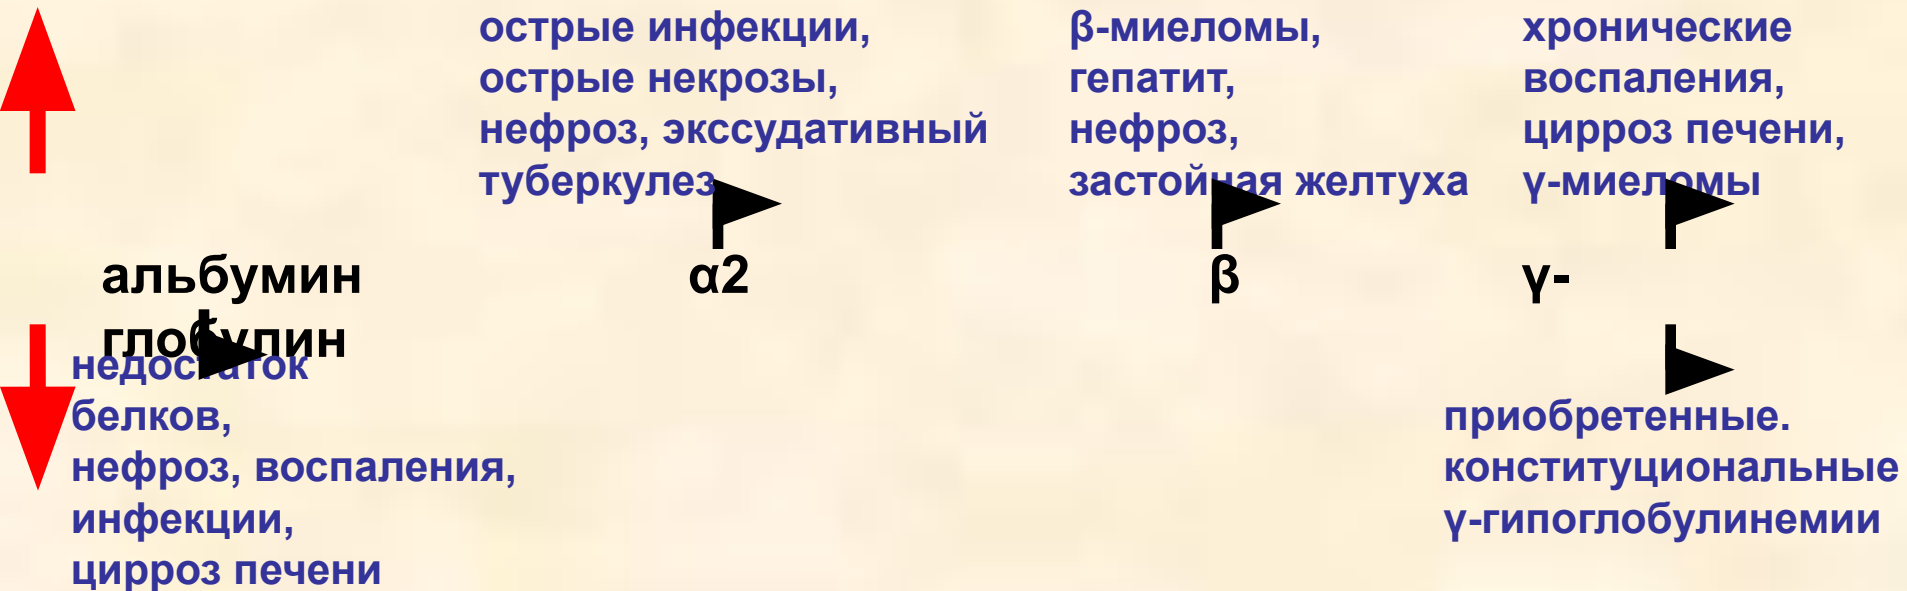 острые инфекции,
острые некрозы,
нефроз, экссудативный
туберкулез
β-миеломы,
гепатит,
нефроз,
застойная желтуха
хронические
воспаления,
цирроз печени,
γ-миеломы
альбумин α2 β γ-
глобулин
недостаток
белков,
нефроз, воспаления,
инфекции,
цирроз печени
приобретенные.
конституциональные
γ-гипоглобулинемии